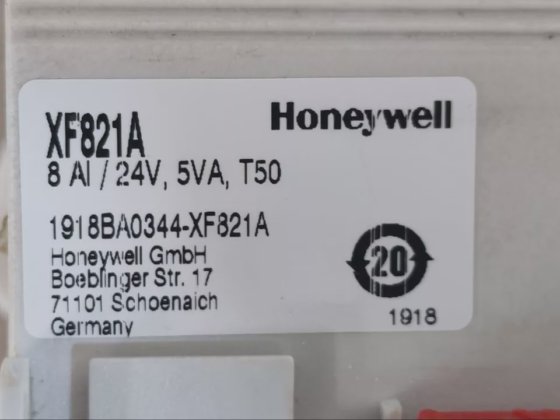 Honeywell
XF821A
8 AI / 24V, 5VA, T50
1918BA0344-XF821A
Honeywell GmbH
Boeblinger Str. 17
71101 Schoenaich
Germany
20
1918